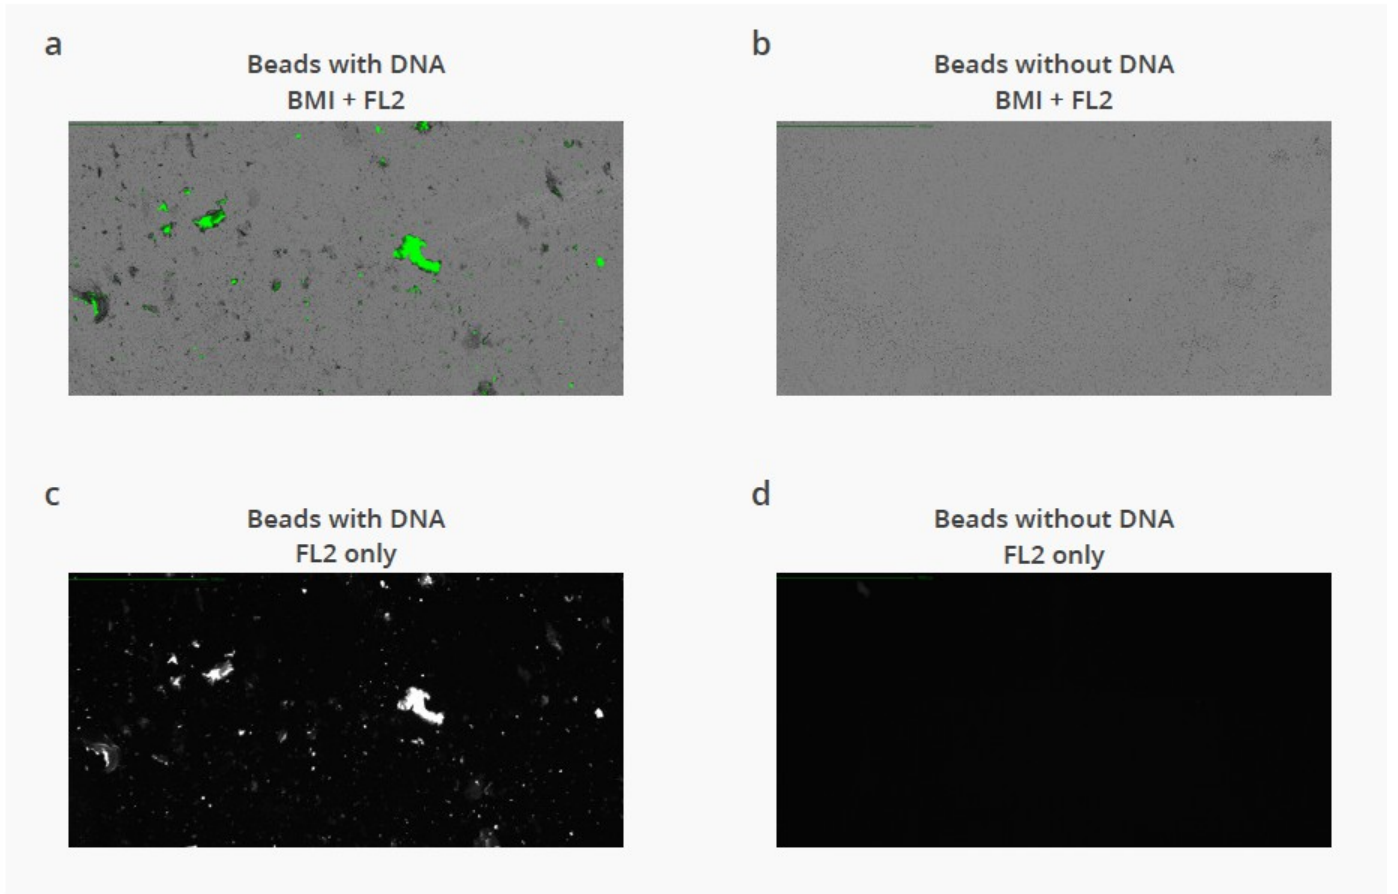 a
Beads with DNA
BMI + FL2
b
Beads without DNA
BMI + FL2
c
Beads with DNA
FL2 only
d
Beads without DNA
FL2 only